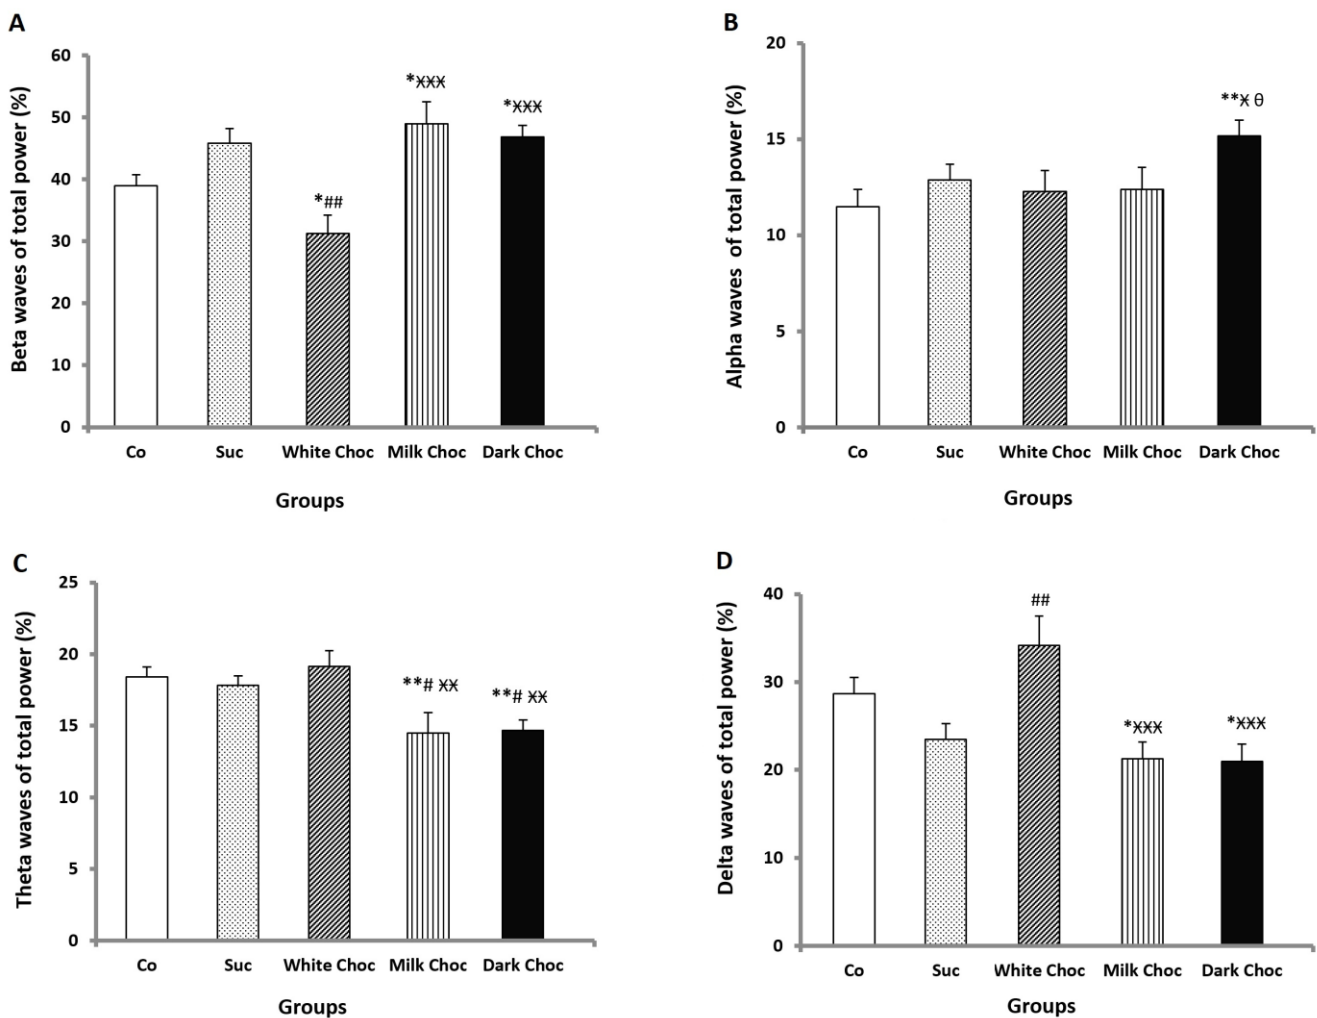 A
Beta waves of total power (%)
60
50
40
30
20
10
0
*##
*ӾӾӾ
*ӾӾӾ
Co Suc White Choc Milk Choc Dark Choc
Groups
B
Alpha waves of total power (%)
20
15
10
5
0
**Ӿ θ
Co Suc White Choc Milk Choc Dark Choc
Groups
C
Theta waves of total power (%)
25
20
15
10
5
0
**# ӾӾ
**# ӾӾ
Co Suc White Choc Milk Choc Dark Choc
Groups
D
Delta waves of total power (%)
40
30
20
10
0
##
*ӾӾӾ
*ӾӾӾ
Co Suc White Choc Milk Choc Dark Choc
Groups